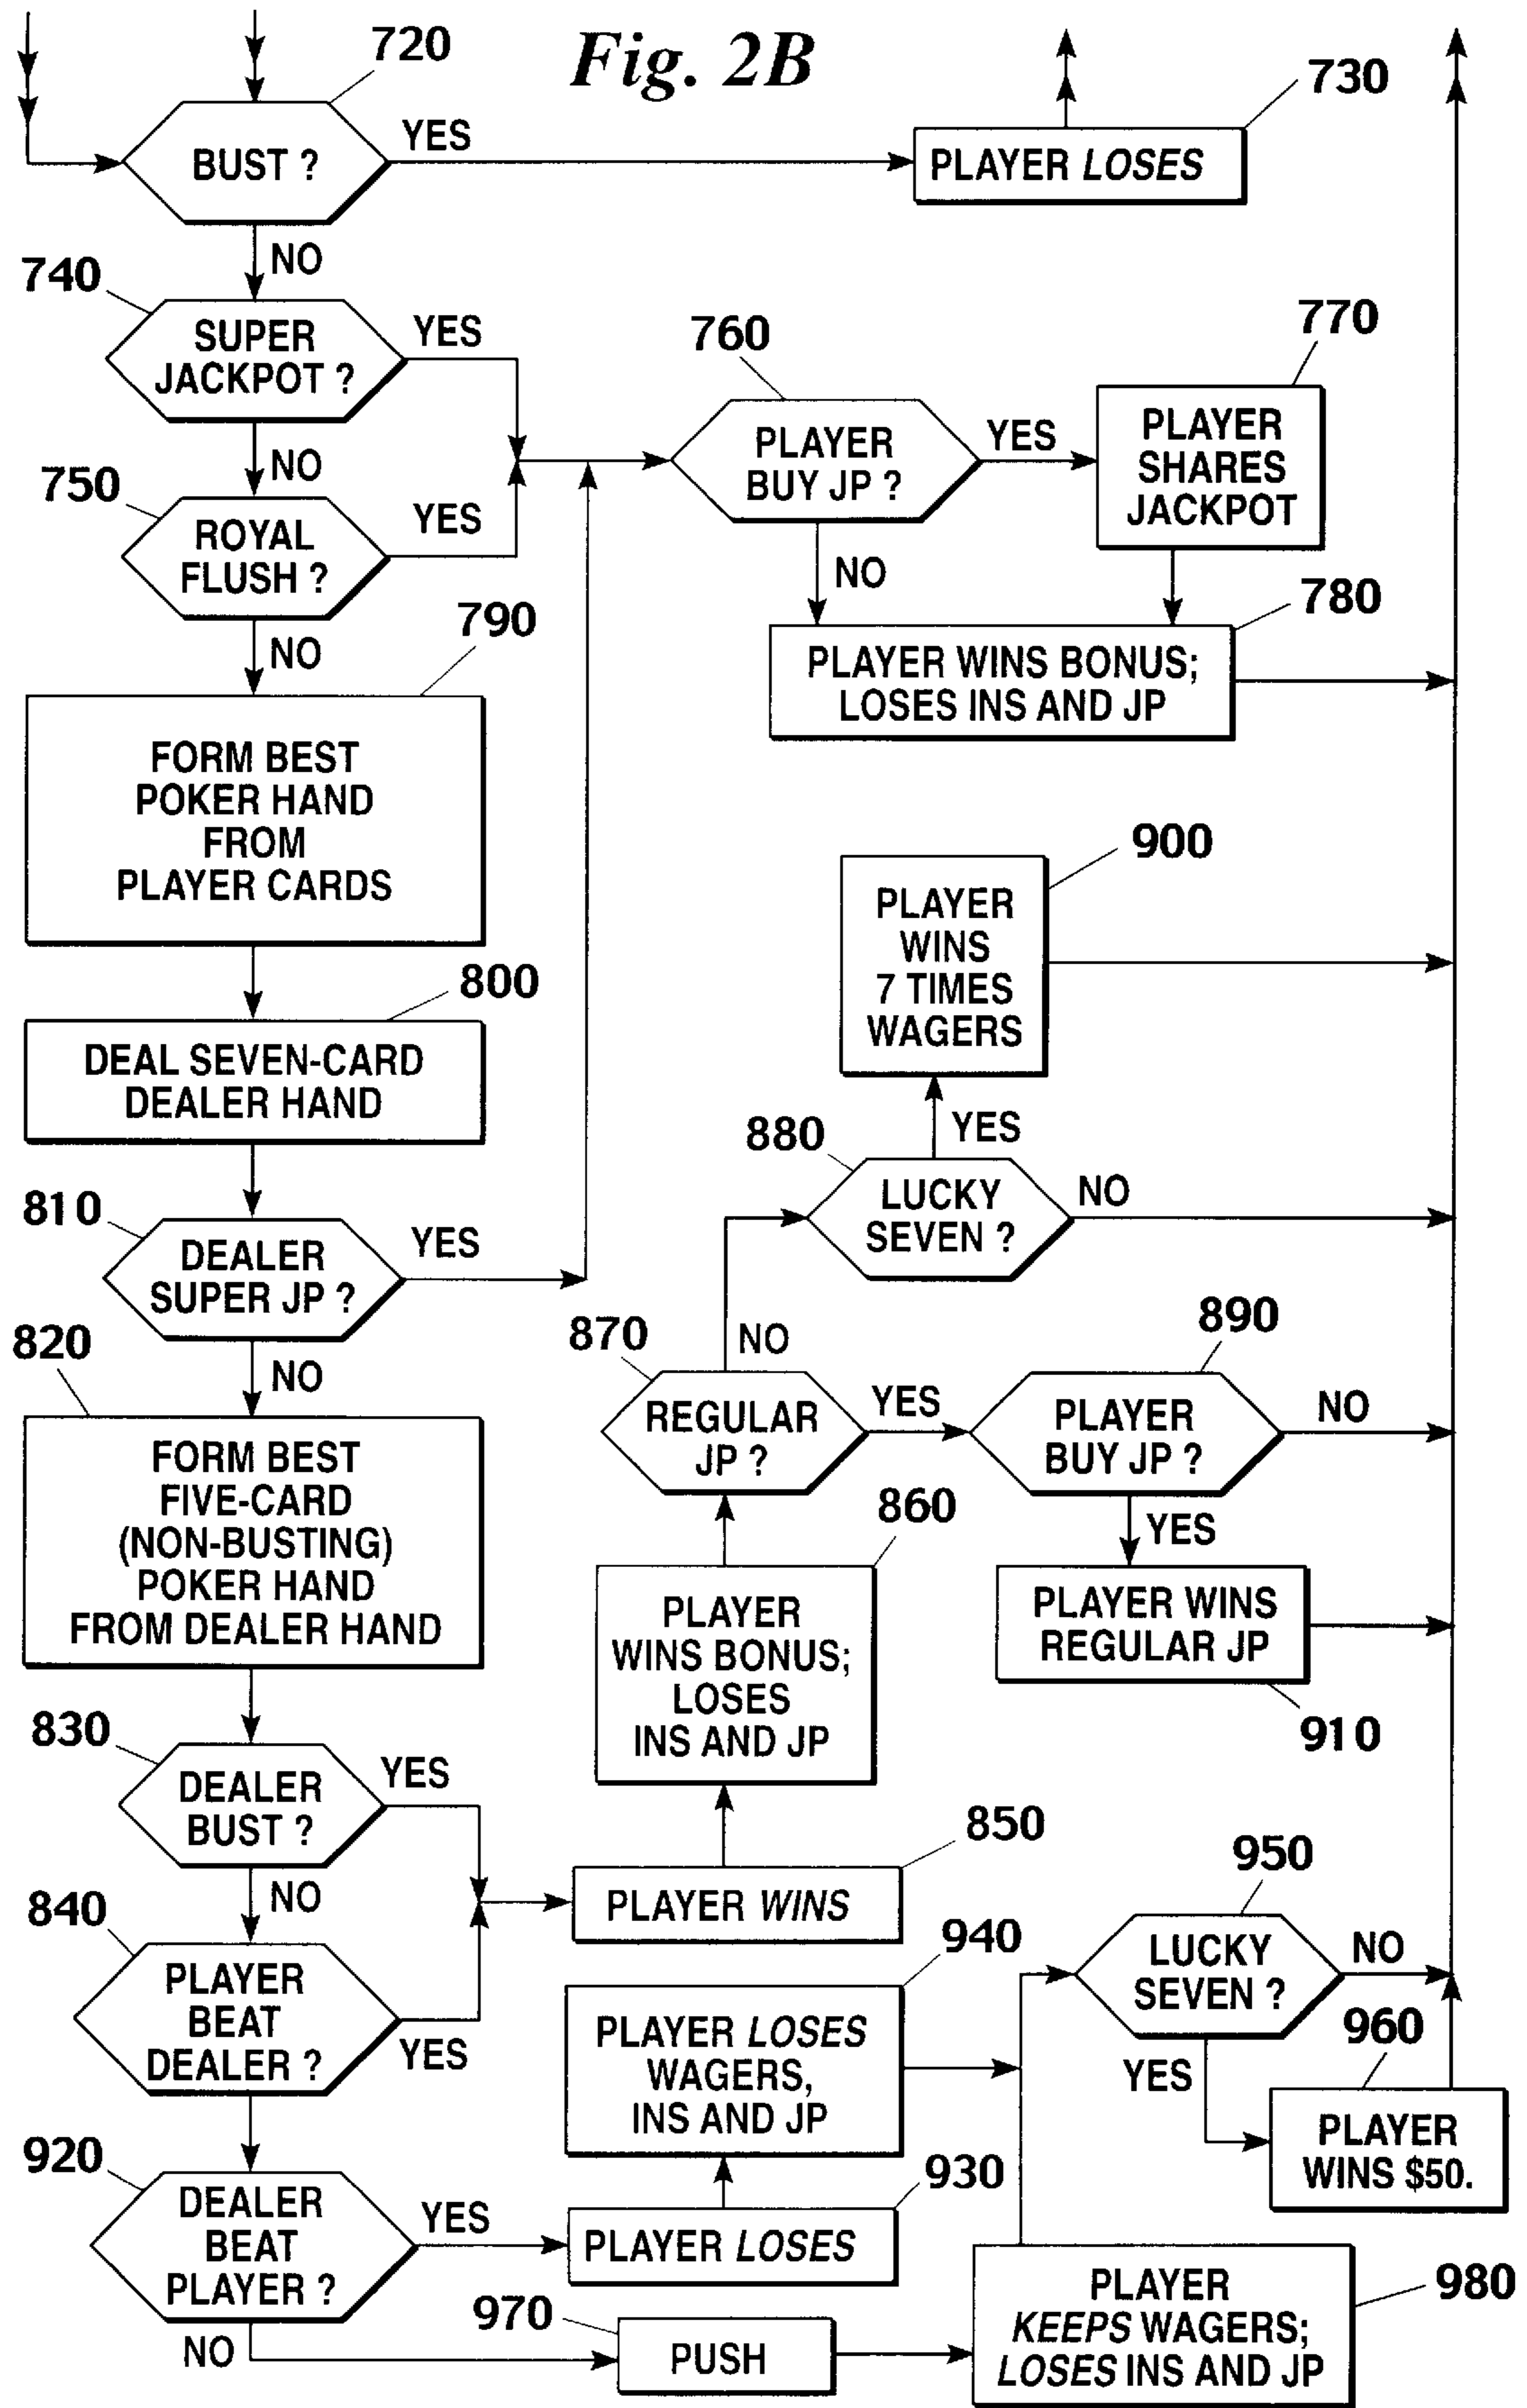 Fig. 2B
720
730
BUST ?
YES
PLAYER LOSES
NO
740
SUPER
JACKPOT ?
YES
760
770
NO
750
ROYAL
FLUSH ?
YES
PLAYER
BUY JP ?
YES
PLAYER
SHARES
JACKPOT
NO
NO
780
790
PLAYER WINS BONUS;
LOSES INS AND JP
FORM BEST
POKER HAND
FROM
PLAYER CARDS
900
PLAYER
WINS
7 TIMES
WAGERS
800
DEAL SEVEN-CARD
DEALER HAND
YES
880
LUCKY
SEVEN ?
NO
810
DEALER
SUPER JP ?
YES
NO
820
870
NO
890
REGULAR
JP ?
YES
PLAYER
BUY JP ?
NO
FORM BEST
FIVE-CARD
(NON-BUSTING)
POKER HAND
FROM DEALER HAND
860
YES
PLAYER
WINS BONUS;
LOSES
INS AND JP
PLAYER WINS
REGULAR JP
910
830
DEALER
BUST ?
YES
850
PLAYER WINS
NO
840
PLAYER
BEAT
DEALER ?
YES
940
PLAYER LOSES
WAGERS,
INS AND JP
950
LUCKY
SEVEN ?
NO
YES
960
PLAYER
WINS $50.
920
DEALER
BEAT
PLAYER ?
YES
930
PLAYER LOSES
NO
970
PUSH
980
PLAYER
KEEPS WAGERS;
LOSES INS AND JP